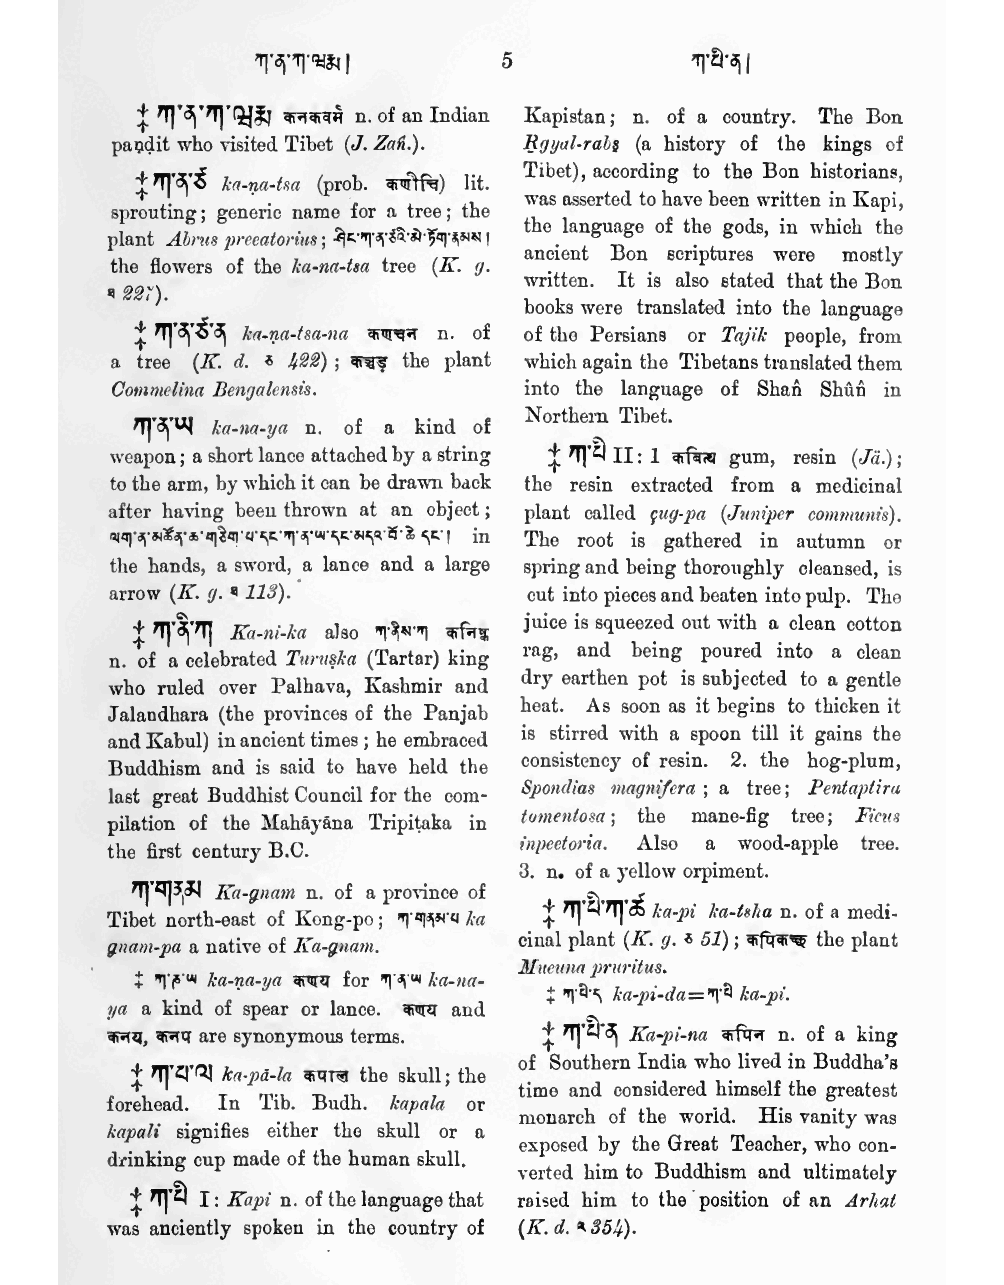 ཀ་ན་ཀ་ཝརྨ། 5 ཀ་པི་ན།
‡ ཀ་ན་ཀ་ཝརྨ कनकवर्म n. of an Indian
paṇḍit who visited Tibet (J. Zaṅ.).
‡ ཀ་ན་ཙཱ ka-ṇa-tsa (prob. कणीचि) lit.
sprouting; generic name for a tree; the
plant Abrus precatorius;
the flowers of the ka-na-tsa tree (K. g.
227).
‡ ka-ṇa-tsa-na n. of
a tree (K. d. 422); the plant
Commelina Bengalensis.
ཀ་ན་ཡ ka-na-ya n. of a kind of
weapon; a short lance attached by a string
to the arm, by which it can be drawn back
after having been thrown at an object;
ལག་ན་མཚོན་ཆ་གཅིག་པ་དང་ཀ་ན་ཡ་དང་མདའ་བོ་ཆེ་དང་། in
the hands, a sword, a lance and a large
arrow (K. g. 113).
‡ ཀ་ནི་ཀ Ka-ni-ka also ཀ་ནིས་ཀ कनिष्क
n. of a celebrated Turuṣka (Tartar) king
who ruled over Palhava, Kashmir and
Jalandhara (the provinces of the Panjab
and Kabul) in ancient times; he embraced
Buddhism and is said to have held the
last great Buddhist Council for the com-
pilation of the Mahāyāna Tripiṭaka in
the first century B.C.
ཀ་གནམ Ka-gnam n. of a province of
Tibet north-east of Kong-po; ཀ་གནམ་པ ka
gnam-pa a native of Ka-gnam.
‡ ཀ་ཎ་ཡ ka-ṇa-ya कणय for ཀ་ན་ཡ ka-na-
ya a kind of spear or lance. कणय and
कनय, कनप are synonymous terms.
‡ ཀ་པ་ལ ka-pā-la कपाल the skull; the
forehead. In Tib. Budh. kapala or
kapali signifies either the skull or a
drinking cup made of the human skull.
‡ ཀ་པི I: Kapi n. of the language that
was anciently spoken in the country of
Kapistan; n. of a country. The Bon
Ṛgyal-rabṣ (a history of the kings of
Tibet), according to the Bon historians,
was asserted to have been written in Kapi,
the language of the gods, in which the
ancient Bon scriptures were mostly
written. It is also stated that the Bon
books were translated into the language
of the Persians or Tajik people, from
which again the Tibetans translated them
into the language of Shaṅ Shûṅ in
Northern Tibet.
‡ ཀ་པི II: 1 कपित्थ gum, resin (Jä.);
the resin extracted from a medicinal
plant called çug-pa (Juniper communis).
The root is gathered in autumn or
spring and being thoroughly cleansed, is
cut into pieces and beaten into pulp. The
juice is squeezed out with a clean cotton
rag, and being poured into a clean
dry earthen pot is subjected to a gentle
heat. As soon as it begins to thicken it
is stirred with a spoon till it gains the
consistency of resin. 2. the hog-plum,
Spondias magnifera; a tree; Pentaptira
tomentosa; the mane-fig tree; Ficus
inpectoria. Also a wood-apple tree.
3. n. of a yellow orpiment.
‡ ཀ་པི་ཀ་ཚ ka-pi ka-tsha n. of a medi-
cinal plant (K. g. 51); कपिकच्छ the plant
Mucuna pruritus.
‡ ཀ་པི་ད ka-pi-da=ཀ་པི ka-pi.
‡ ཀ་པི་ན Ka-pi-na कपिन n. of a king
of Southern India who lived in Buddha's
time and considered himself the greatest
monarch of the world. His vanity was
exposed by the Great Teacher, who con-
verted him to Buddhism and ultimately
raised him to the position of an Arhat
(K. d. 354).